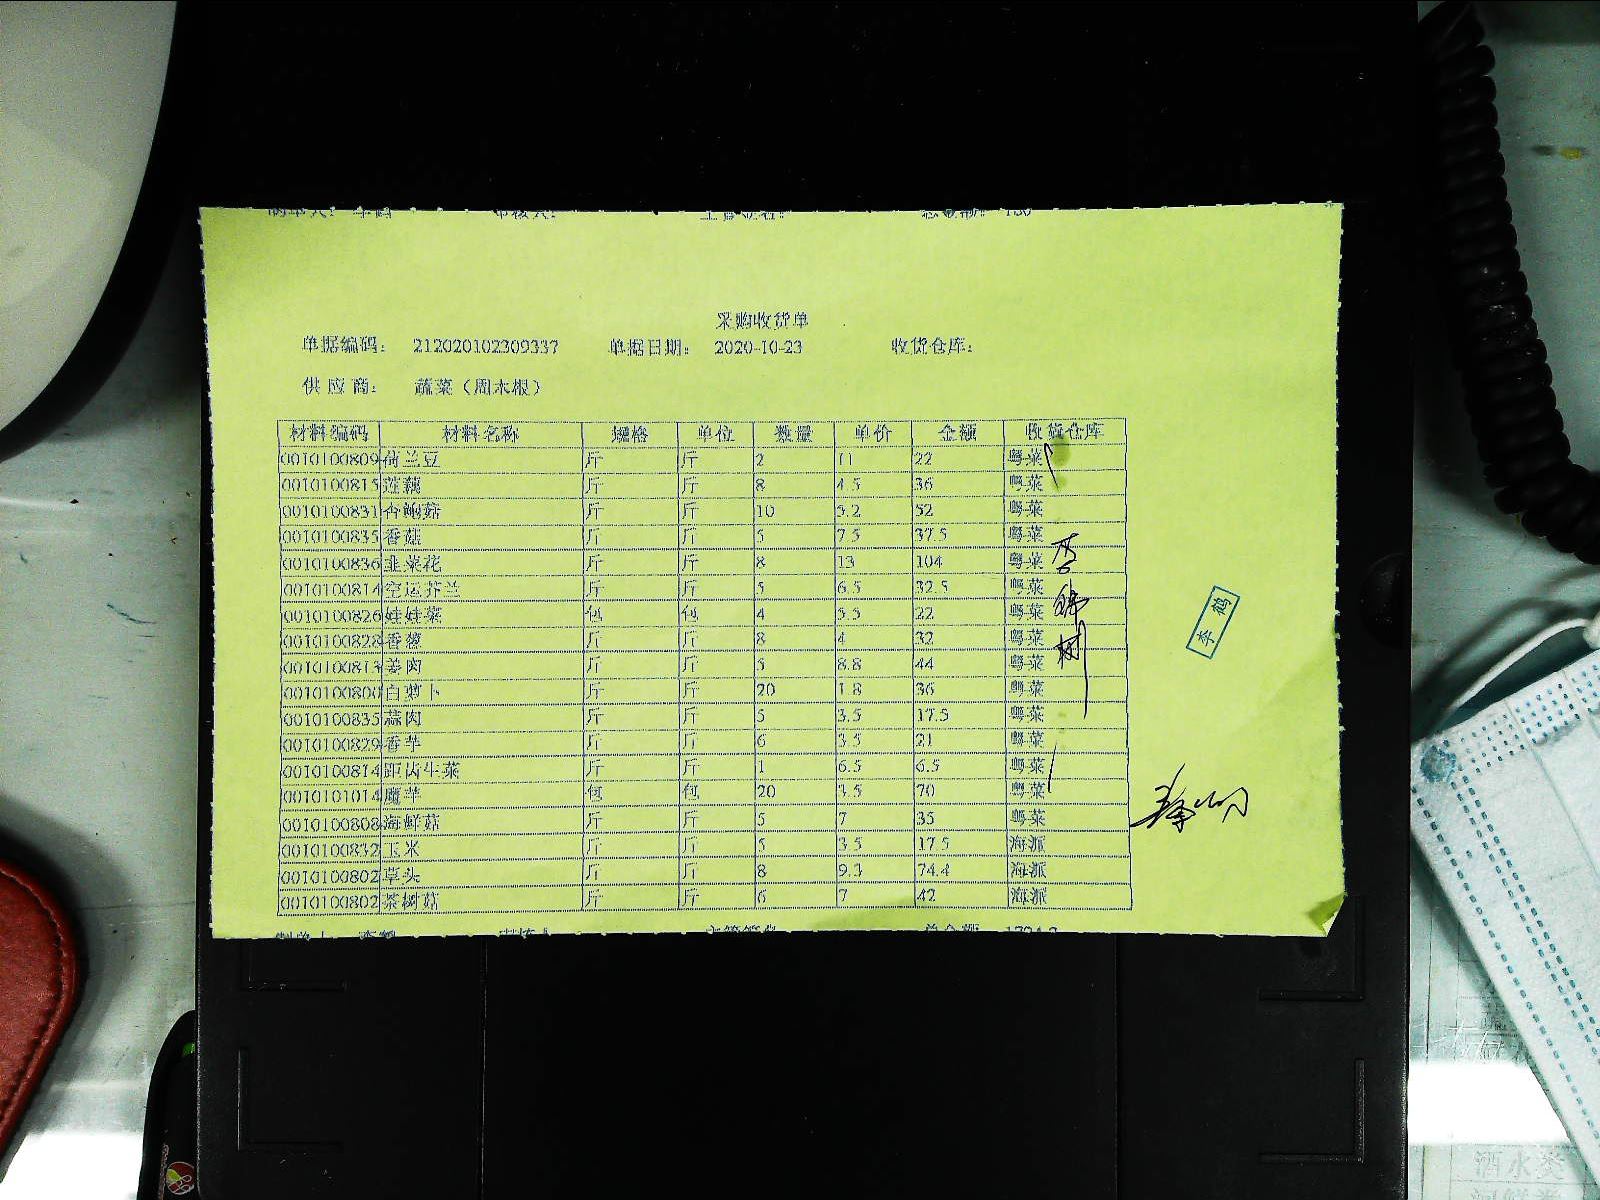 采购收货单
单据编码： 212020102309337 单据日期： 2020-10-23 收货仓库：
供 应 商： 蔬菜（周木根）
材料编码 材料名称 规格 单位 数量 单价 金额 收货仓库
0010100809 荷兰豆 斤 斤 2 11 22 粤菜
0010100815 莲藕 斤 斤 8 4.5 36 粤菜
0010100831 杏鲍菇 斤 斤 10 5.2 52 粤菜
0010100835 香菇 斤 斤 5 7.5 37.5 粤菜
0010100836 韭菜花 斤 斤 8 13 104 粤菜
0010100814 空运芥兰 斤 斤 5 6.5 32.5 粤菜
0010100826 娃娃菜 包 包 4 5.5 22 粤菜
0010100828 香葱 斤 斤 8 4 32 粤菜
0010100813 姜肉 斤 斤 5 8.8 44 粤菜
0010100800 白萝卜 斤 斤 20 1.8 36 粤菜
0010100835 蒜肉 斤 斤 5 3.5 17.5 粤菜
0010100829 香芋 斤 斤 6 3.5 21 粤菜
0010100814 距齿生菜 斤 斤 1 6.5 6.5 粤菜
0010101014 魔芋 包 包 20 3.5 70 粤菜
0010100808 海鲜菇 斤 斤 5 7 35 粤菜
0010100832 玉米 斤 斤 5 3.5 17.5 海派
0010100802 草头 斤 斤 8 9.3 74.4 海派
0010100802 茶树菇 斤 斤 6 7 42 海派
李鹤